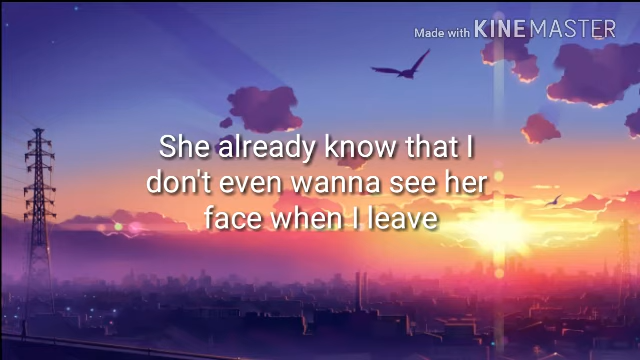 Made with KINEMASTER
She already know that I
don't even wanna see her
face when I leave